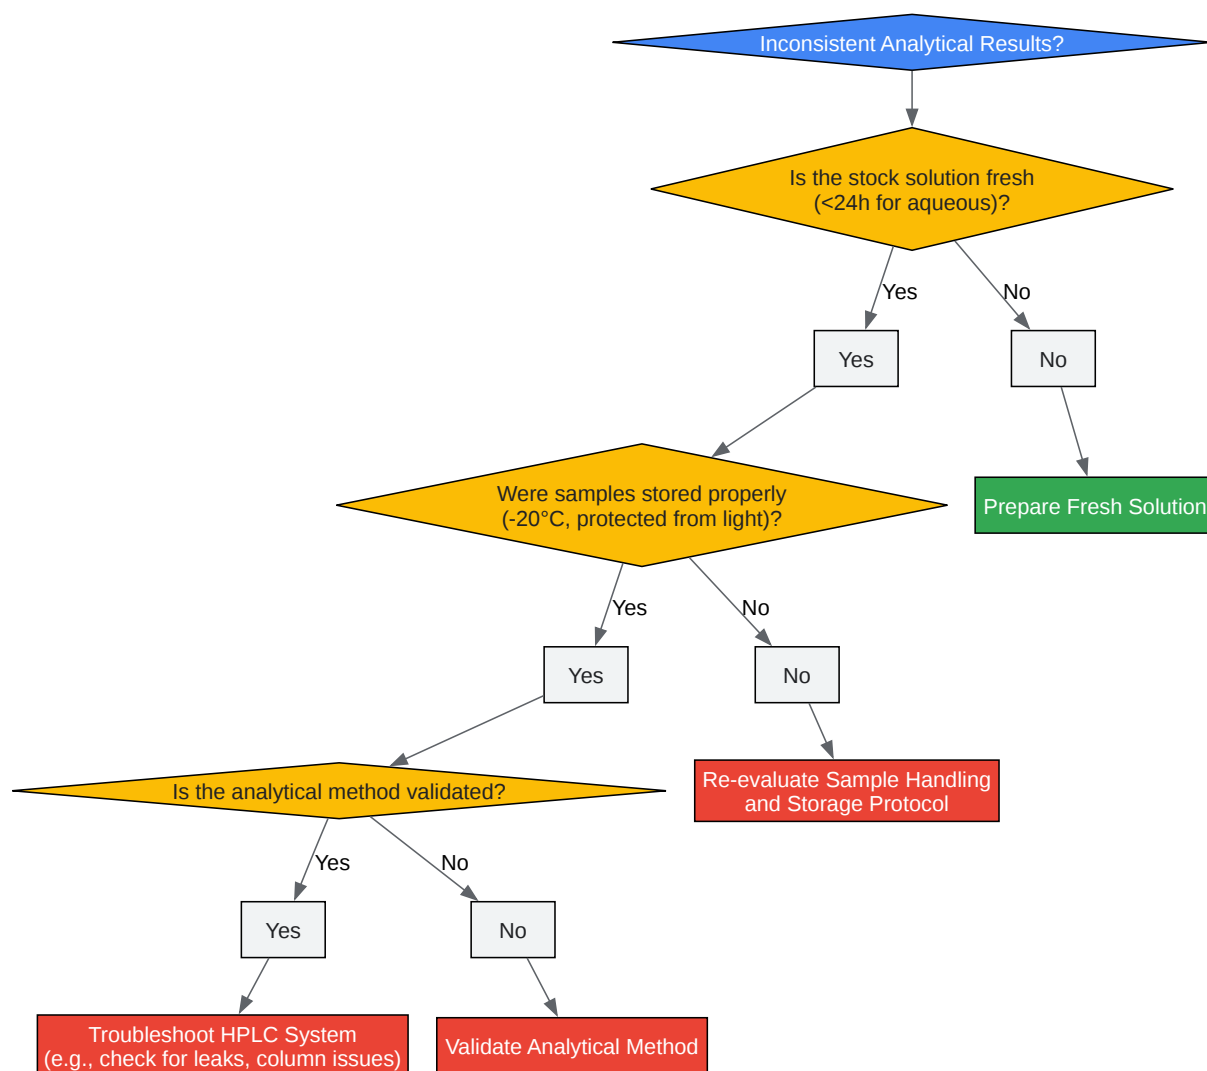 Inconsistent Analytical Results?
Is the stock solution fresh
(<24h for aqueous)?
Yes
No
Yes
No
Were samples stored properly
(-20°C, protected from light)?
Prepare Fresh Solution
Yes
No
Yes
No
Is the analytical method validated?
Re-evaluate Sample Handling
and Storage Protocol
Yes
No
Yes
No
Troubleshoot HPLC System
(e.g., check for leaks, column issues)
Validate Analytical Method